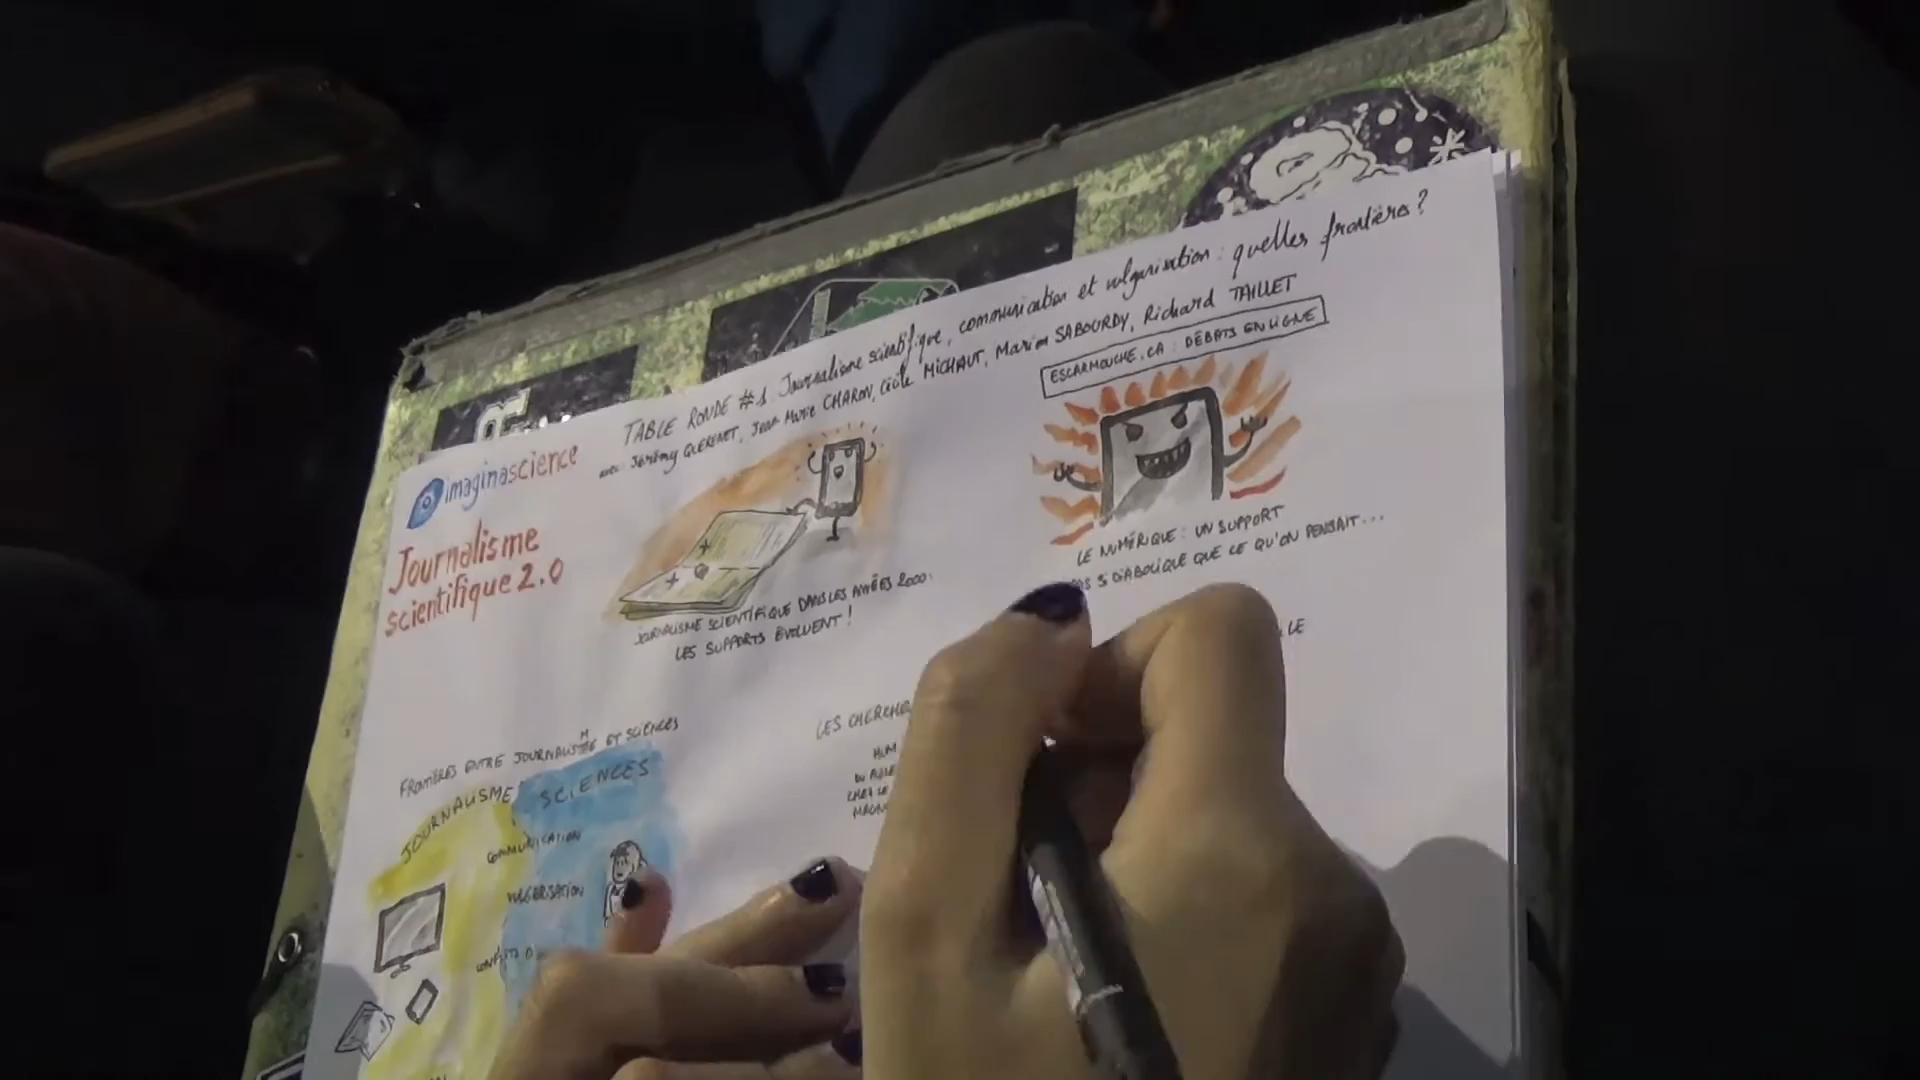 TABLE RONDE #1 Journalisme scientifique, communication et vulgarisation : quelles frontières ?
avec Jérémy Jean-Marie CHARON, Cécile MICHAUT, Marion SABOURDY, Richard TAILLET
imaginascience
Journalisme
scientifique 2.0
JOURNALISME SCIENTIFIQUE DANS LES ANNÉES 2000:
LES SUPPORTS ÉVOLUENT !
ESCARMOUCHE.CA : DÉBATS EN LIGNE
LE NUMÉRIQUE : UN SUPPORT
PAS SI DIABOLIQUE QUE CE QU'ON PENSAIT...
LE
FRONTIÈRES ENTRE JOURNALISME ET SCIENCES
JOURNALISME
SCIENCES
COMMUNICATION
VULGARISATION
LES CHERCHE